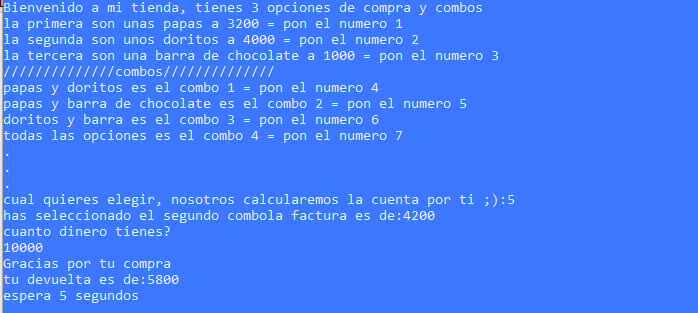 Bienvenido a mi tienda, tienes 3 opciones de compra y combos
la primera son unas papas a 3200 = pon el numero 1
la segunda son unos doritos a 4000 = pon el numero 2
la tercera son una barra de chocolate a 1000 = pon el numero 3
//////////////combos//////////////
papas y doritos es el combo 1 = pon el numero 4
papas y barra de chocolate es el combo 2 = pon el numero 5
doritos y barra es el combo 3 = pon el numero 6
todas las opciones es el combo 4 = pon el numero 7
.
.
.
cual quieres elegir, nosotros calcularemos la cuenta por ti ;):5
has seleccionado el segundo combola factura es de:4200
cuanto dinero tienes?
10000
Gracias por tu compra
tu devuelta es de:5800
espera 5 segundos